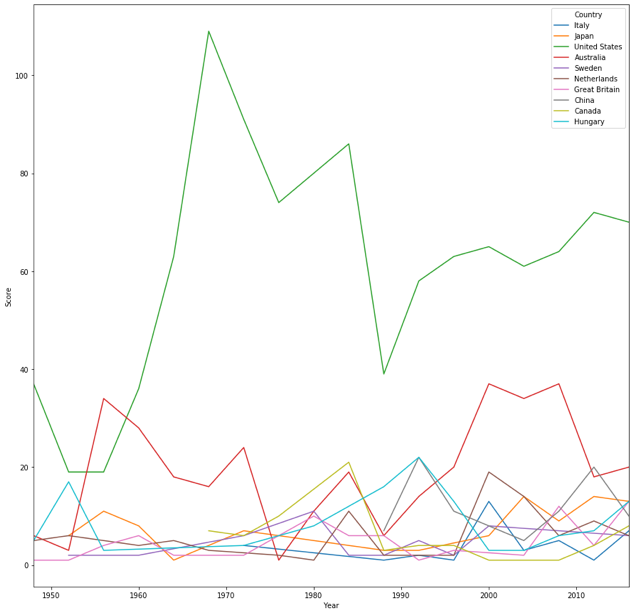 Country
Italy
Japan
United States
Australia
Sweden
Netherlands
Great Britain
China
Canada
Hungary
100
80
60
40
20
0
Score
1950
1960
1970
1980
1990
2000
2010
Year